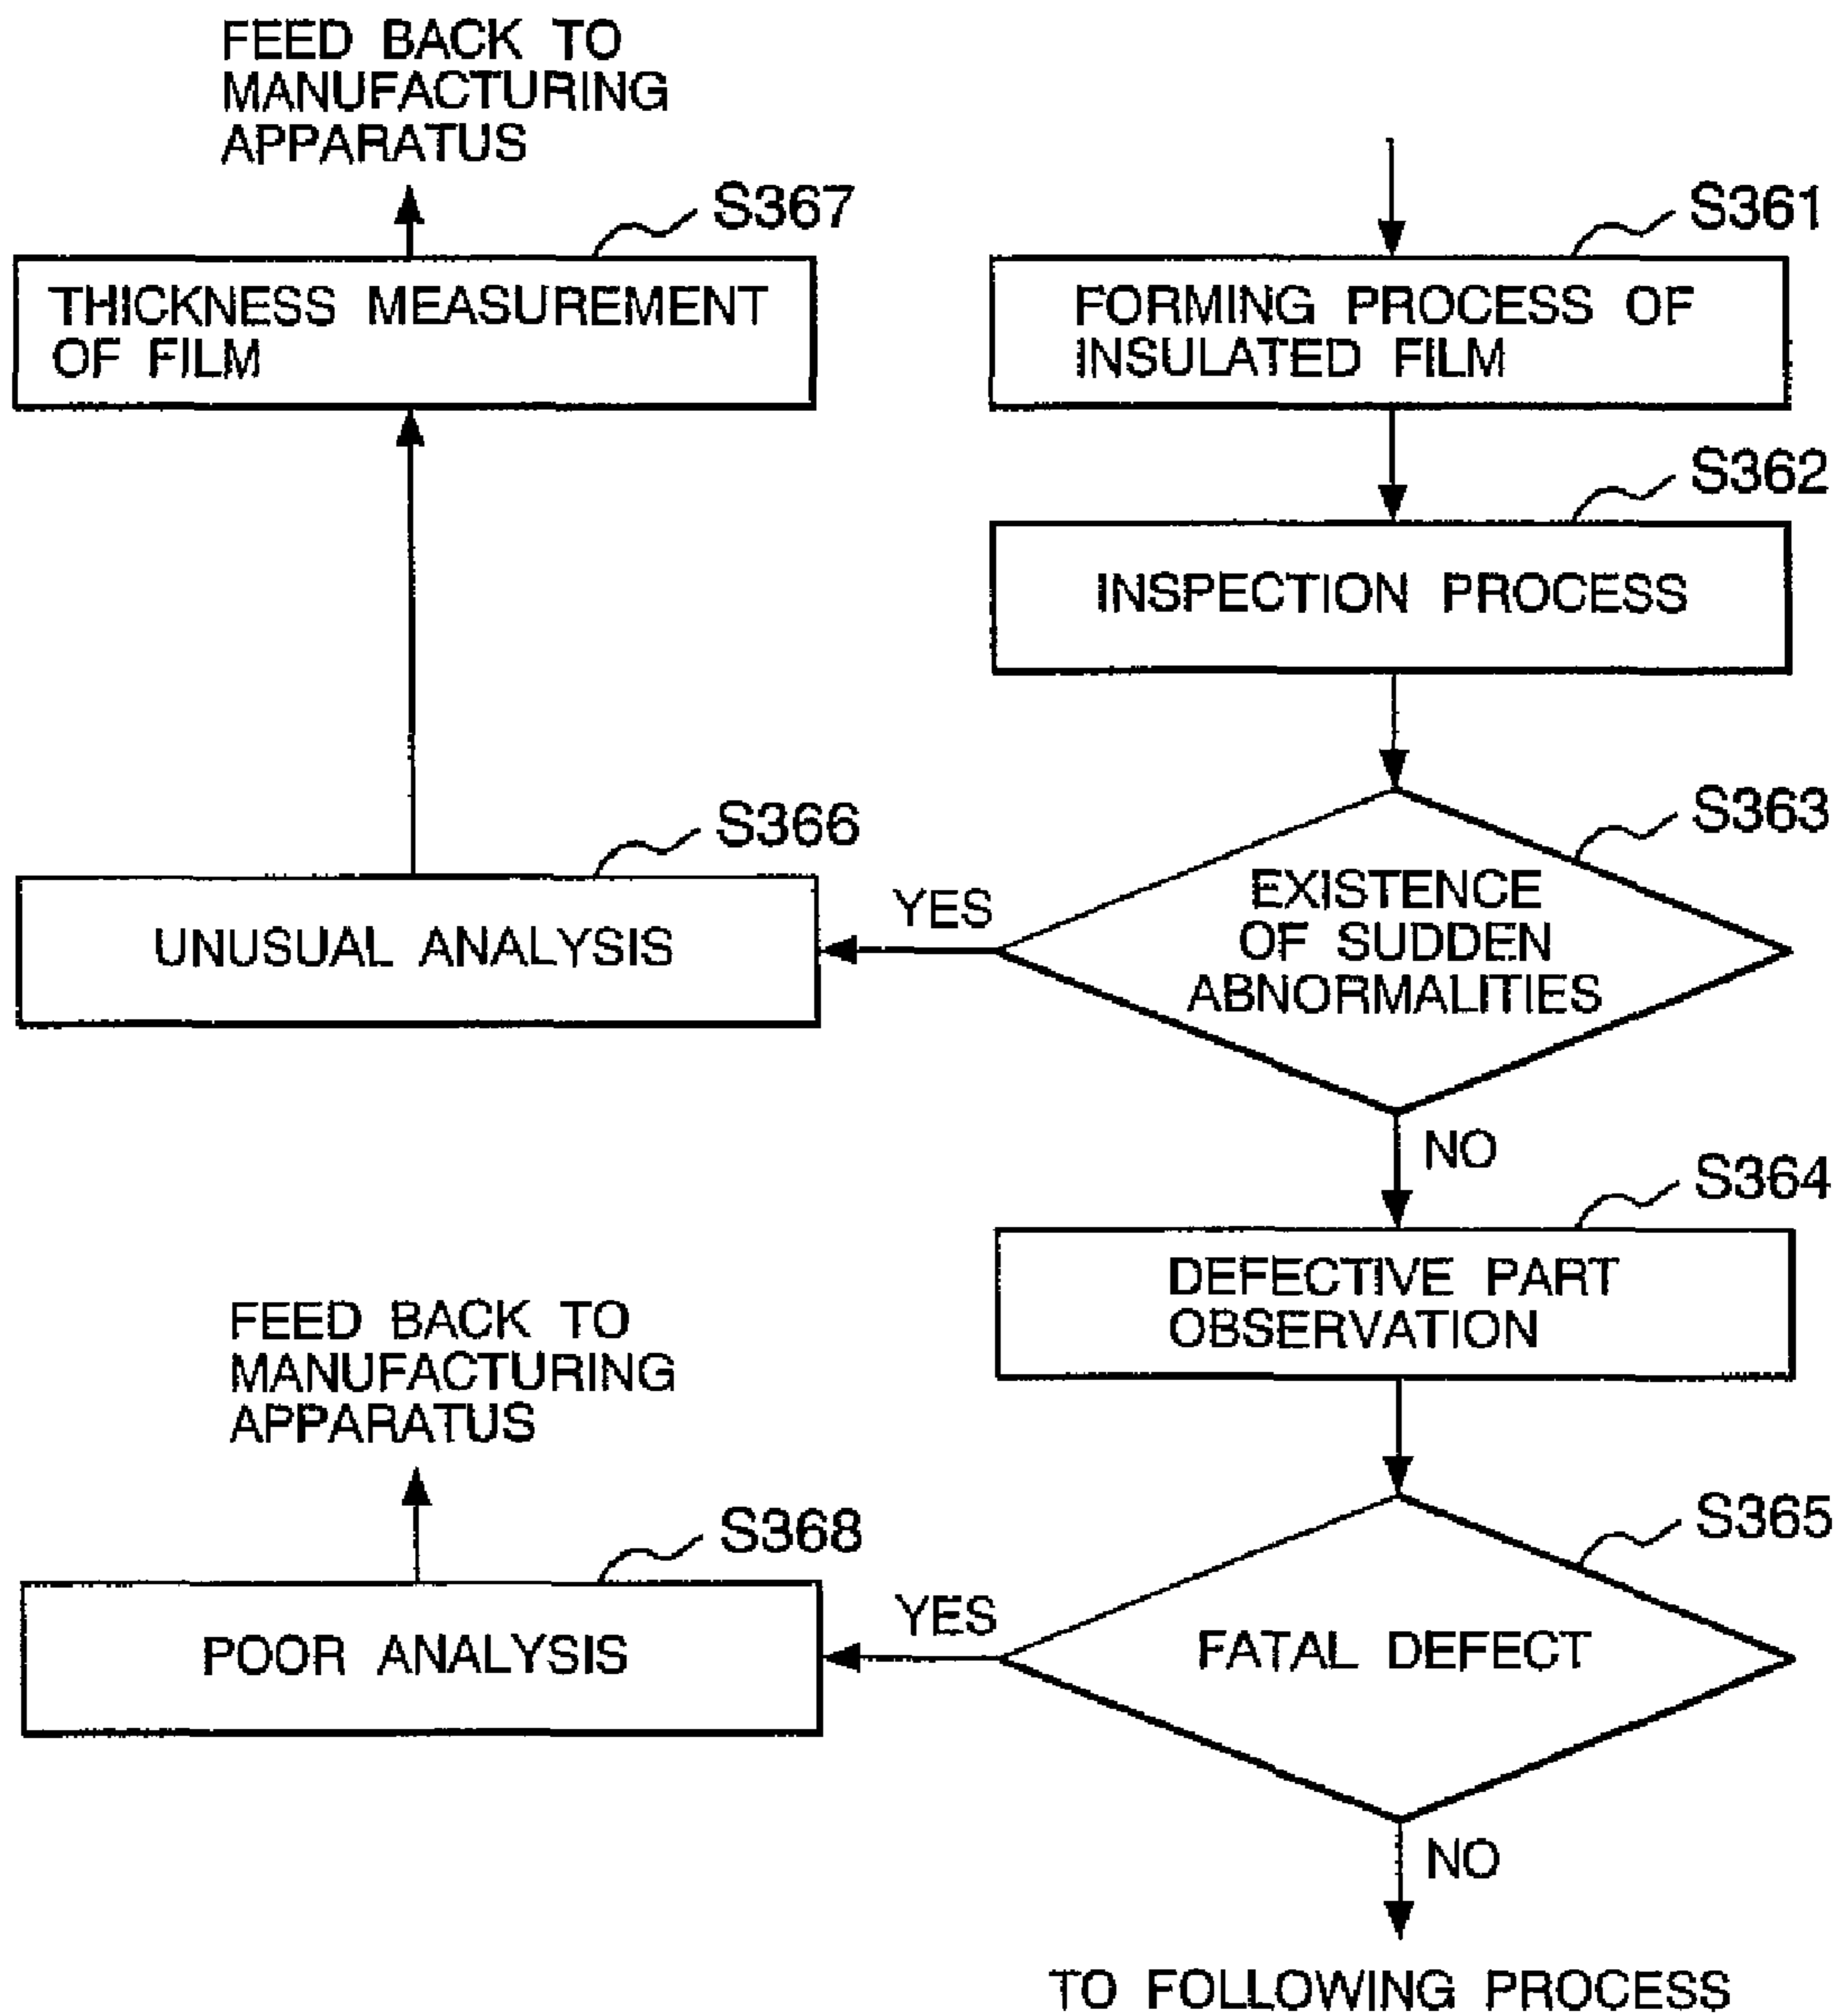 FEED BACK TO
MANUFACTURING
APPARATUS
S367
THICKNESS MEASUREMENT
OF FILM
S361
FORMING PROCESS OF
INSULATED FILM
S362
INSPECTION PROCESS
S363
EXISTENCE
OF SUDDEN
ABNORMALITIES
YES
S366
UNUSUAL ANALYSIS
NO
S364
DEFECTIVE PART
OBSERVATION
S365
FATAL DEFECT
YES
FEED BACK TO
MANUFACTURING
APPARATUS
S368
POOR ANALYSIS
NO
TO FOLLOWING PROCESS